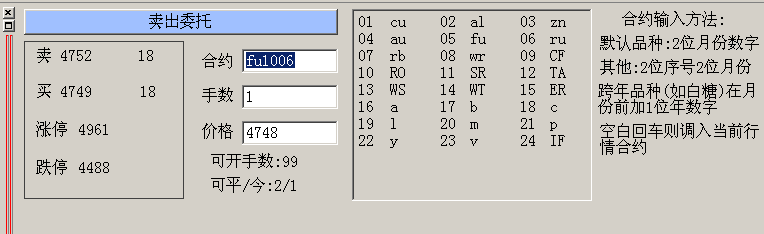 卖出委托
卖 4752 18
买 4749 18
涨停 4961
跌停 4488
合约 fu1006
手数 1
价格 4748
可开手数:99
可平/今:2/1
01 cu 02 al 03 zn
04 au 05 fu 06 ru
07 rb 08 wr 09 CF
10 RO 11 SR 12 TA
13 WS 14 WT 15 ER
16 a 17 b 18 c
19 l 20 m 21 p
22 y 23 v 24 IF
合约输入方法:
默认品种:2位月份数字
其他:2位序号2位月份
跨年品种(如白糖)在月
份前加1位年数字
空白回车则调入当前行
情合约